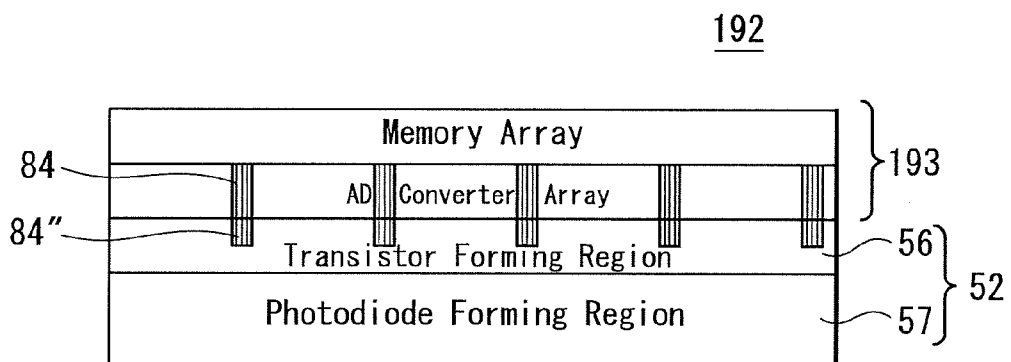 192
Memory Array
193
84
AD Converter Array
84″
Transistor Forming Region
56
52
Photodiode Forming Region
57